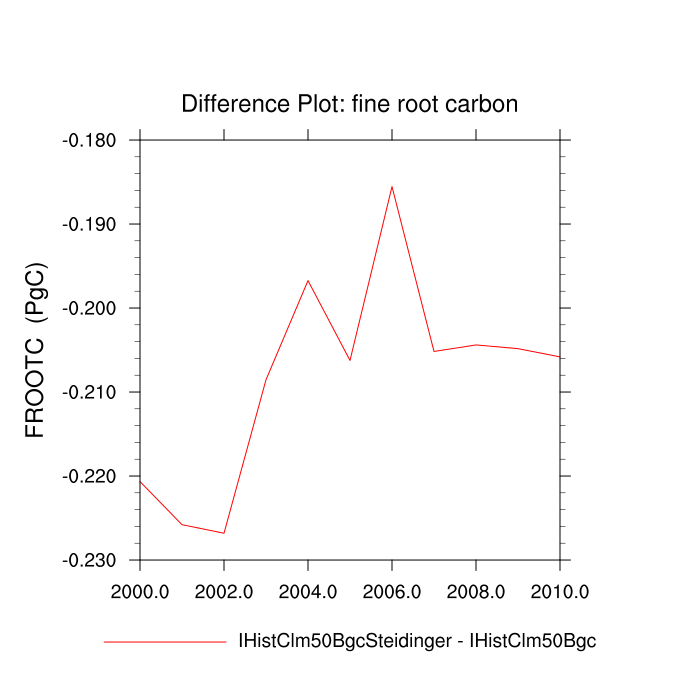 Difference Plot: fine root carbon
FROOTC (PgC)
-0.180
-0.190
-0.200
-0.210
-0.220
-0.230
2000.0 2002.0 2004.0 2006.0 2008.0 2010.0
IHistClm50BgcSteidinger - IHistClm50Bgc